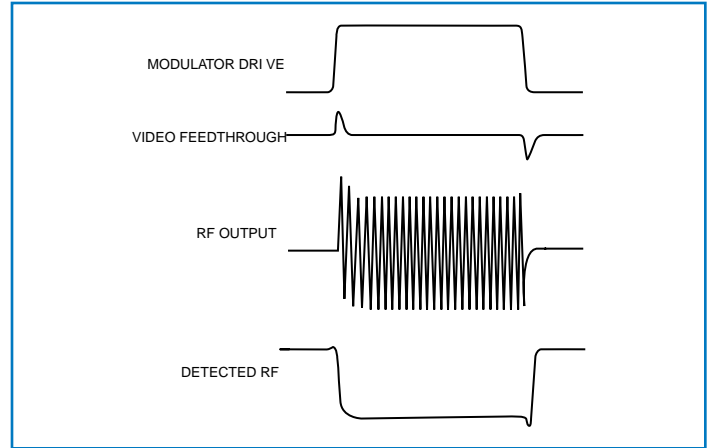 MODULATOR DRI VE
VIDEO FEEDTHROUGH
RF OUTPUT
DETECTED RF